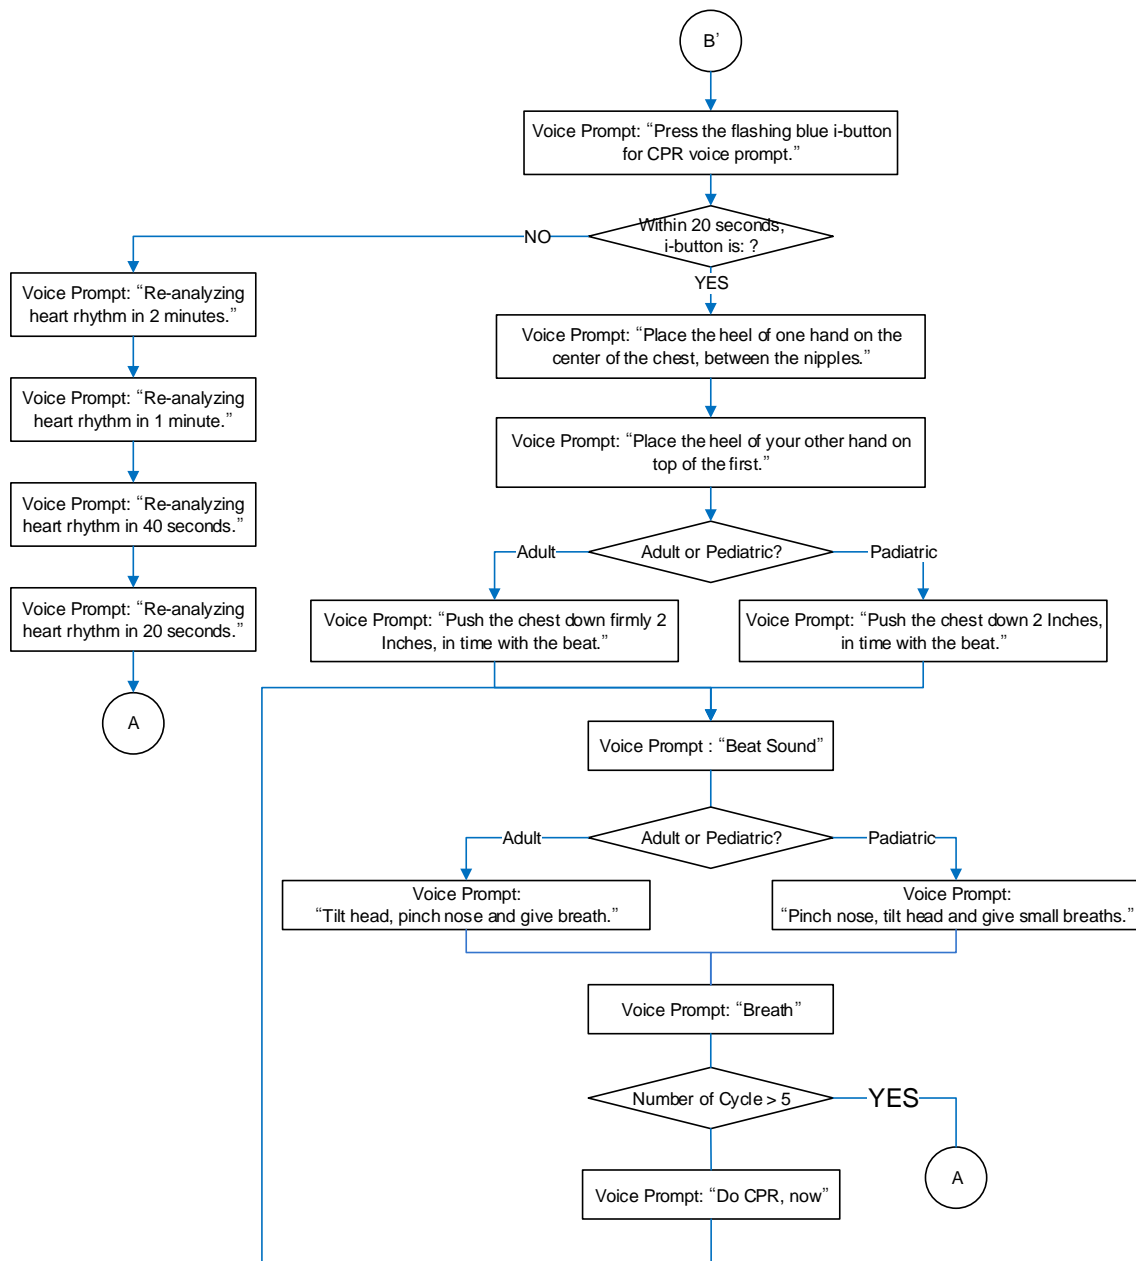 B’
Voice Prompt: “Press the flashing blue i-button
for CPR voice prompt.”
Within 20 seconds,
i-button is: ?
NO
YES
Voice Prompt: “Re-analyzing
heart rhythm in 2 minutes.”
Voice Prompt: “Re-analyzing
heart rhythm in 1 minute.”
Voice Prompt: “Re-analyzing
heart rhythm in 40 seconds.”
Voice Prompt: “Re-analyzing
heart rhythm in 20 seconds.”
A
Voice Prompt: “Place the heel of one hand on the
center of the chest, between the nipples.”
Voice Prompt: “Place the heel of your other hand on
top of the first.”
Adult
Adult or Pediatric?
Padiatric
Voice Prompt: “Push the chest down firmly 2
Inches, in time with the beat.”
Voice Prompt: “Push the chest down 2 Inches,
in time with the beat.”
Voice Prompt : “Beat Sound”
Adult
Adult or Pediatric?
Padiatric
Voice Prompt:
“Tilt head, pinch nose and give breath.”
Voice Prompt:
“Pinch nose, tilt head and give small breaths.”
Voice Prompt: “Breath”
Number of Cycle > 5
YES
A
Voice Prompt: “Do CPR, now”